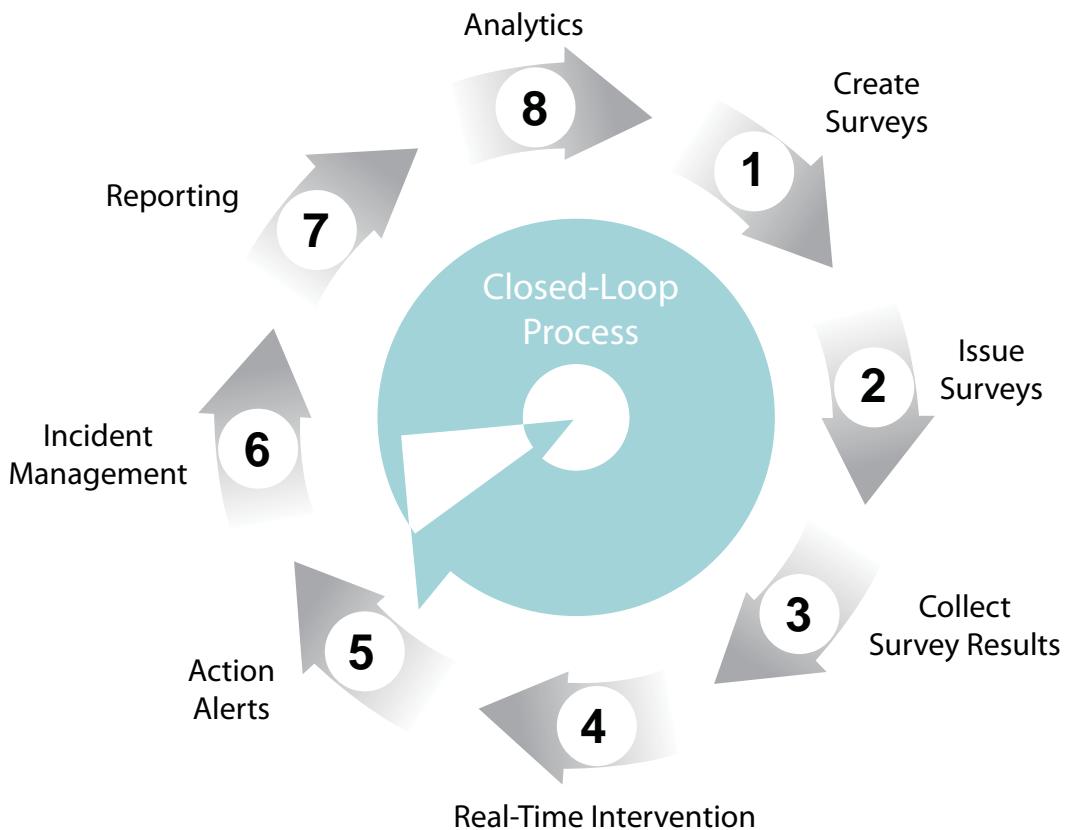 Closed-Loop
Process
1
Create
Surveys
2
Issue
Surveys
3
Collect
Survey Results
4
Real-Time Intervention
5
Action
Alerts
6
Incident
Management
7
Reporting
8
Analytics